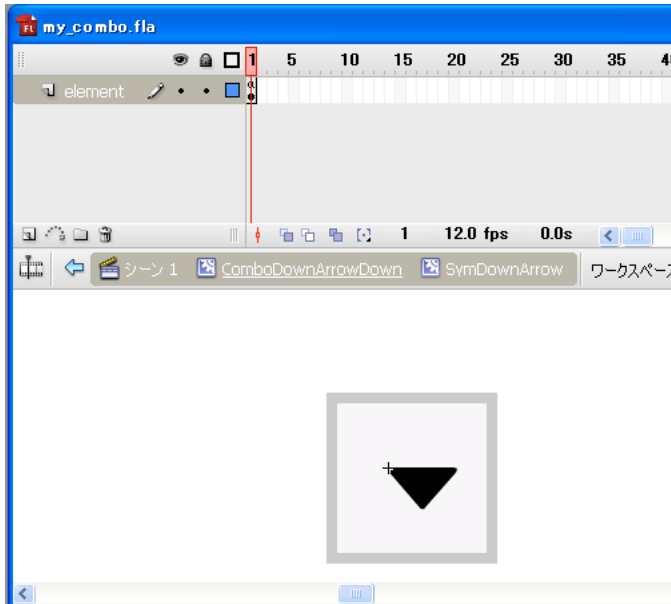 FL my_combo.fla
1 5 10 15 20 25 30 35
element
a
1 12.0 fps 0.0s
シーン 1 ComboDownArrowDown SymDownArrow ワークスペース